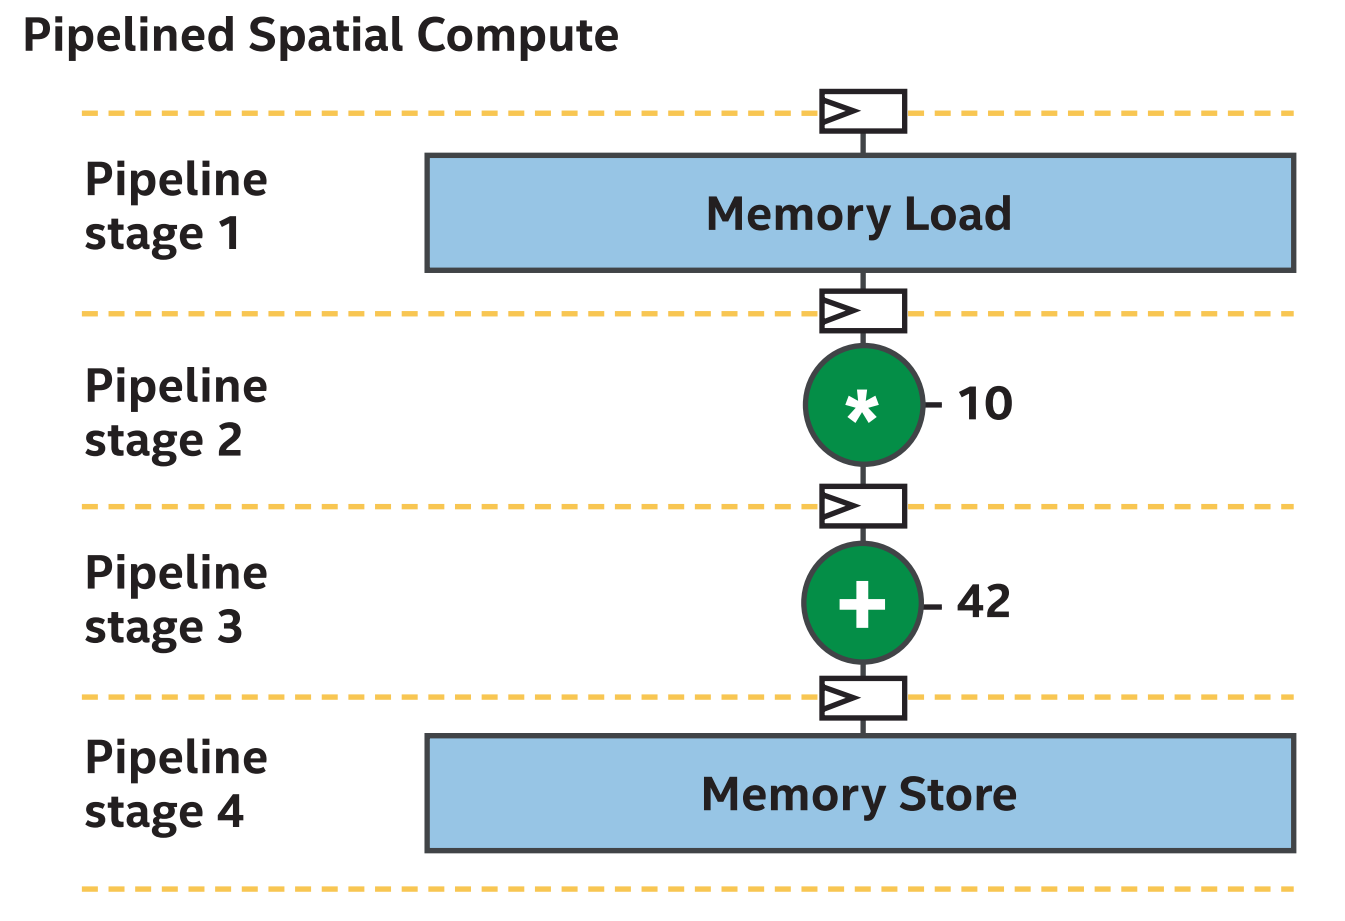 Pipelined Spatial Compute
Pipeline
stage 1
Memory Load
Pipeline
stage 2
*
10
Pipeline
stage 3
+
42
Pipeline
stage 4
Memory Store